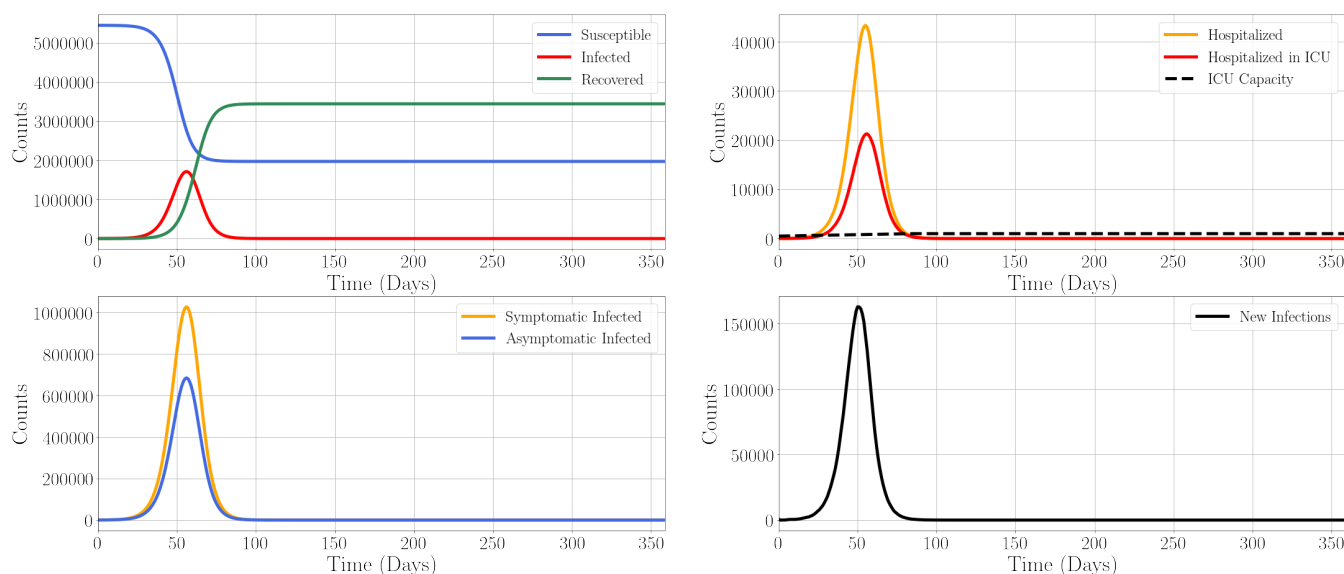 Counts
5000000
4000000
3000000
2000000
1000000
0
Susceptible
Infected
Recovered
0 50 100 150 200 250 300 350
Time (Days)
Counts
40000
30000
20000
10000
0
Hospitalized
Hospitalized in ICU
ICU Capacity
0 50 100 150 200 250 300 350
Time (Days)
Counts
1000000
800000
600000
400000
200000
0
Symptomatic Infected
Asymptomatic Infected
0 50 100 150 200 250 300 350
Time (Days)
Counts
150000
100000
50000
0
New Infections
0 50 100 150 200 250 300 350
Time (Days)